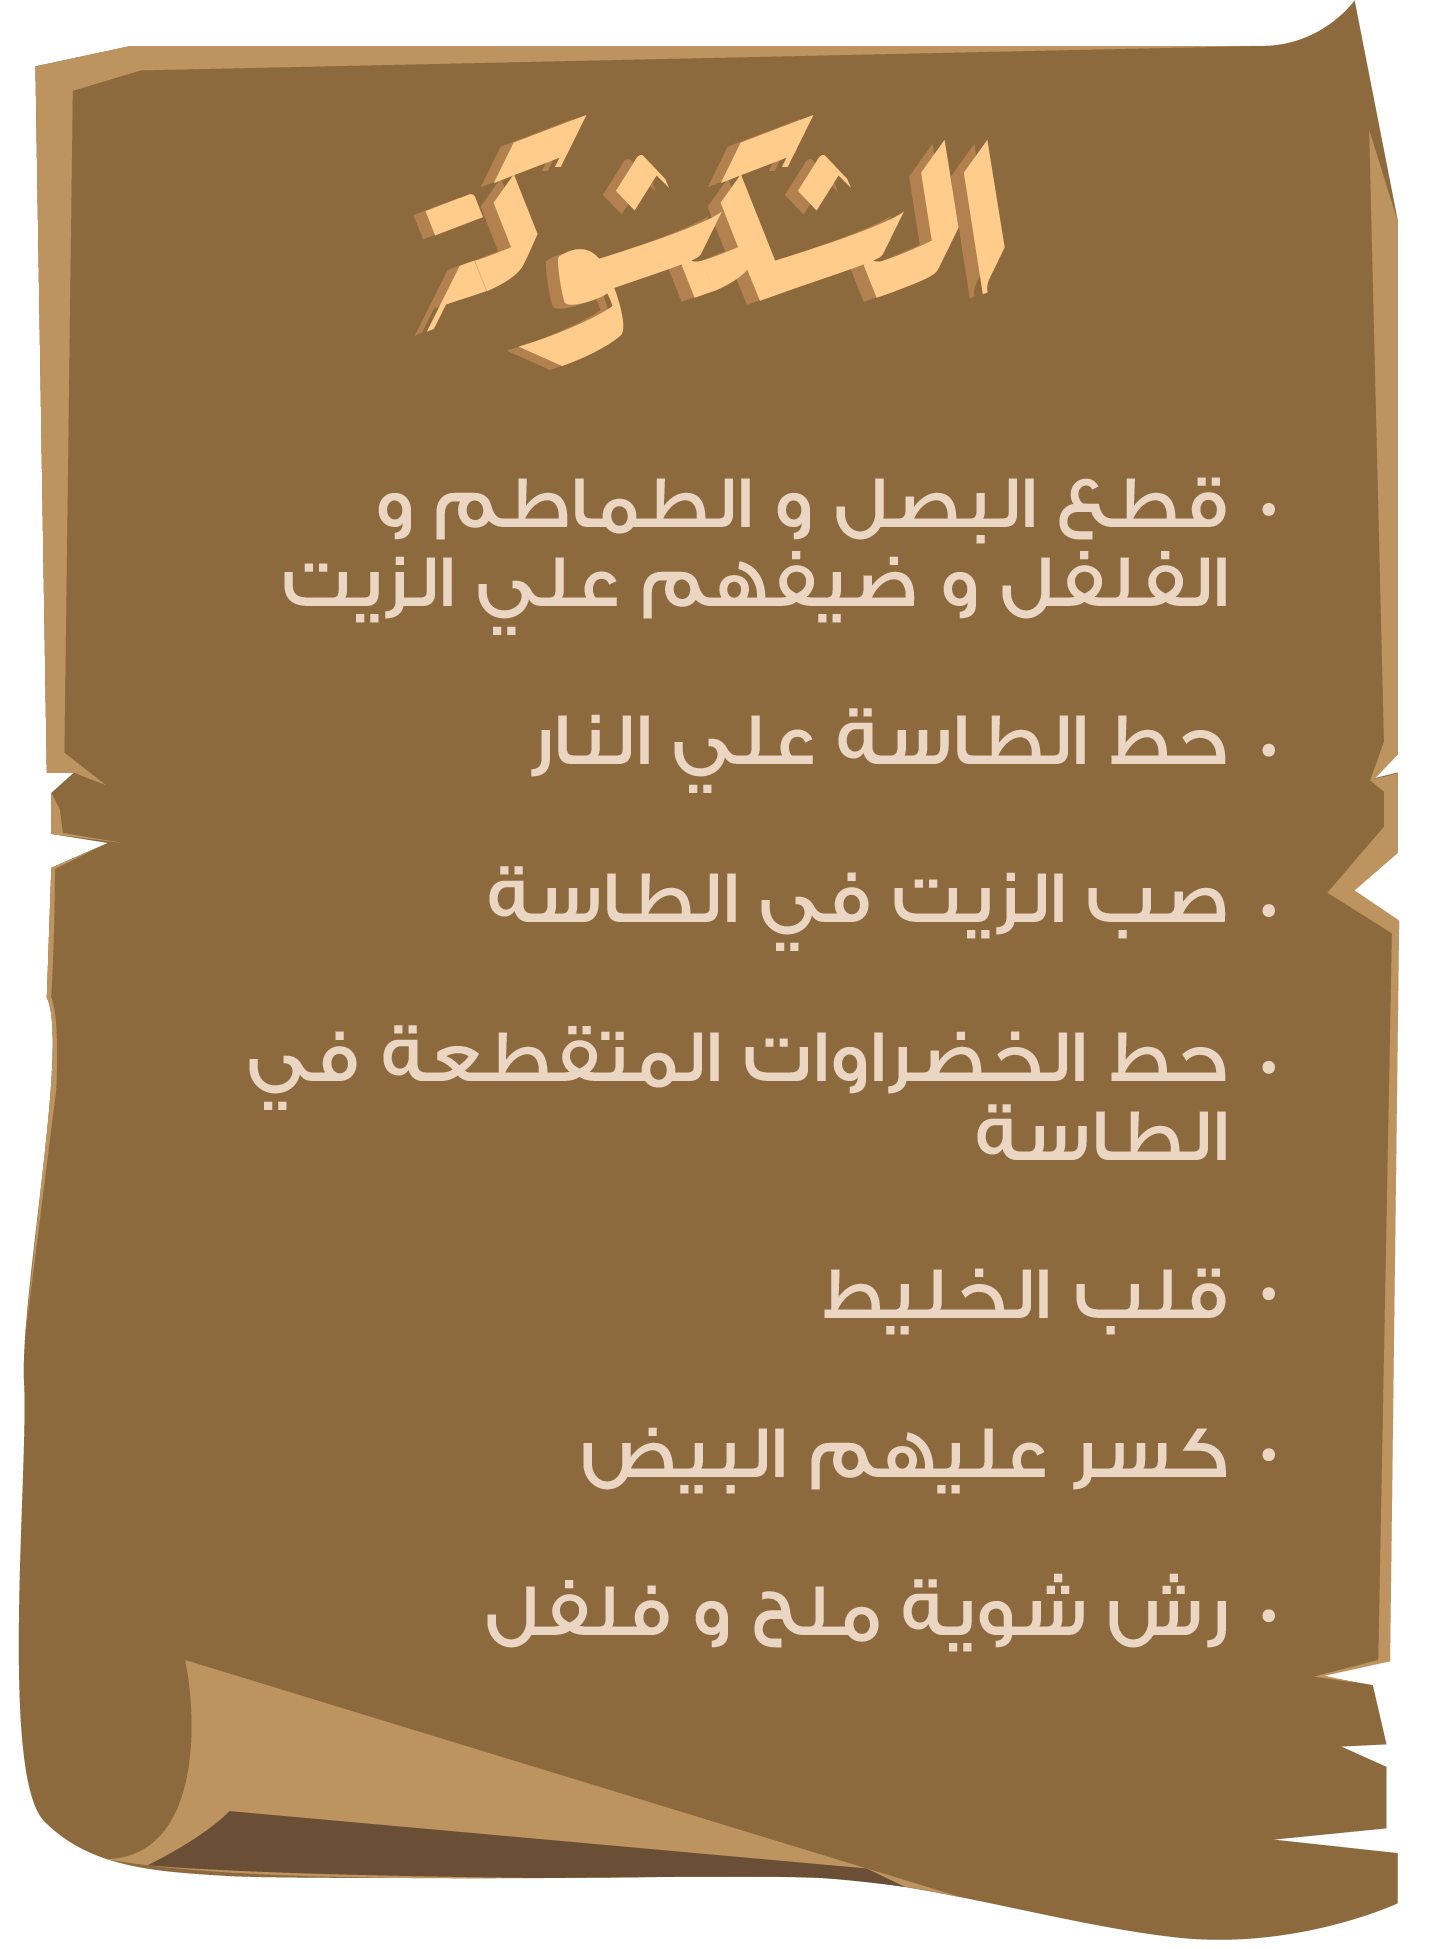 الشكشوكة
• قطع البصل و الطماطم و
الفلفل و ضيفهم علي الزيت
• حط الطاسة علي النار
• صب الزيت في الطاسة
• حط الخضراوات المتقطعة في
الطاسة
• قلب الخليط
• كسر عليهم البيض
• رش شوية ملح و فلفل